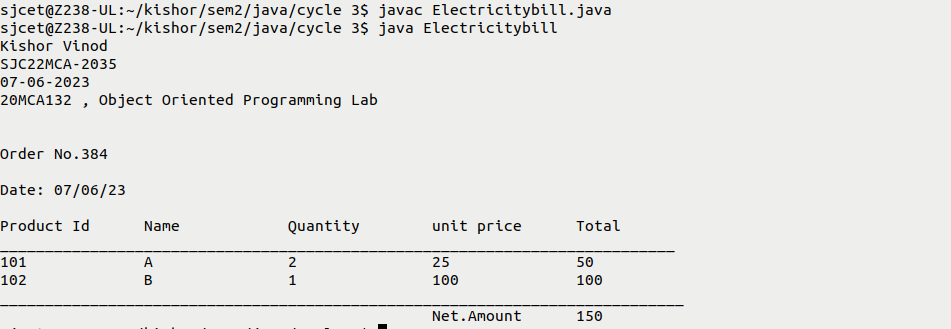 sjcet@Z238-UL:~/kishor/sem2/java/cycle 3$ javac Electricitybill.java
sjcet@Z238-UL:~/kishor/sem2/java/cycle 3$ java Electricitybill
Kishor Vinod
SJC22MCA-2035
07-06-2023
20MCA132 , Object Oriented Programming Lab
Order No.384
Date: 07/06/23
Product Id Name Quantity unit price Total
101 A 2 25 50
102 B 1 100 100
Net.Amount 150